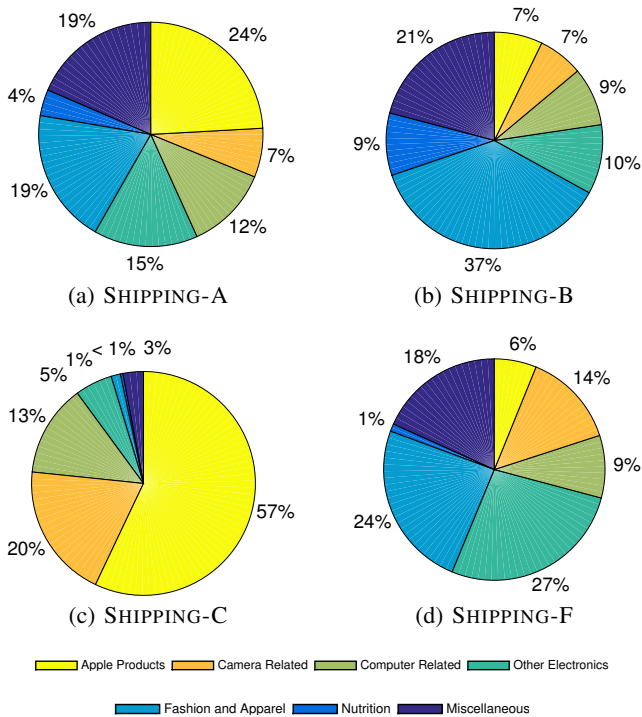 19% 24% 7% 7%
21%
9%
4%
7% 9%
19% 10%
12%
15% 37%
(a) SHIPPING-A (b) SHIPPING-B
1% < 1% 3% 6%
5% 18% 14%
13%
1% 9%
57%
20% 24%
27%
(c) SHIPPING-C (d) SHIPPING-F
Apple Products Camera Related Computer Related Other Electronics
Fashion and Apparel Nutrition Miscellaneous